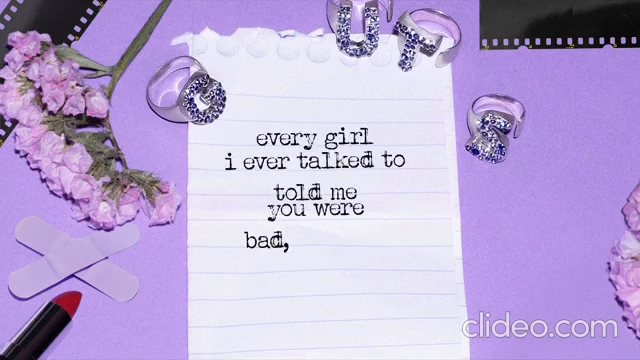 G U T S
every girl
i ever talked to
told me
you were
bad,
clideo.com